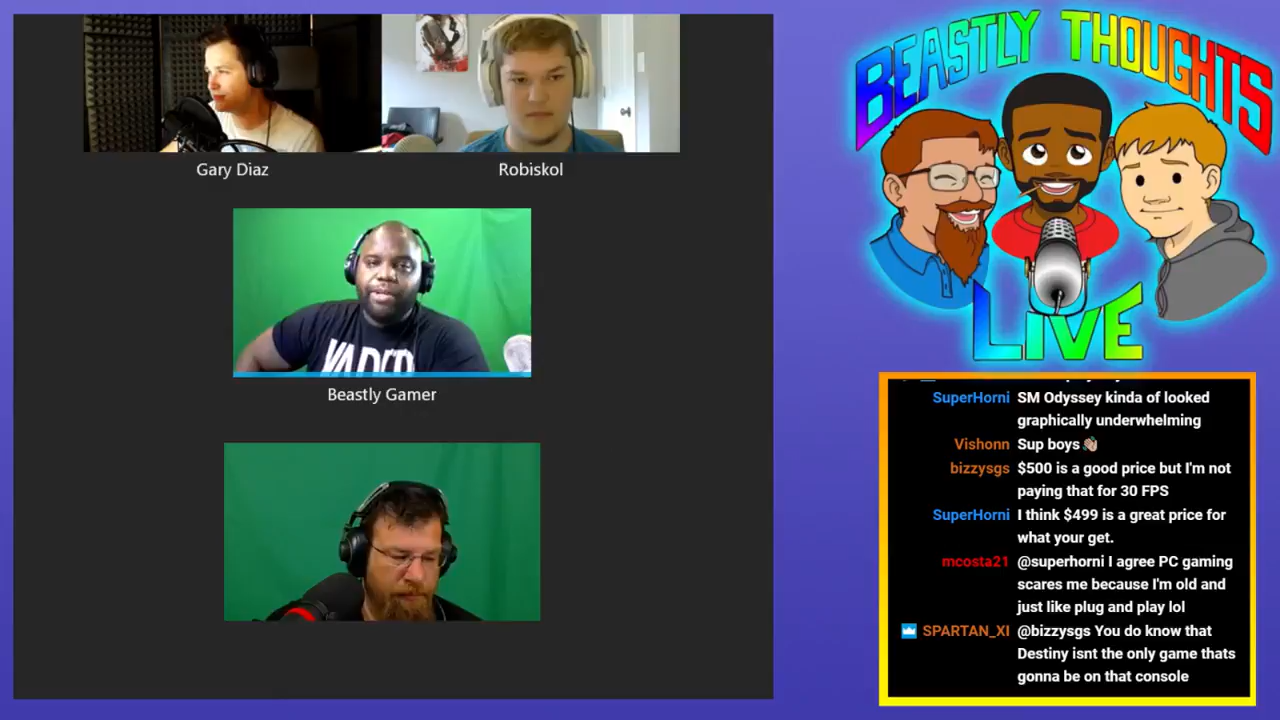 BEASTLY THOUGHTS
LIVE
Gary Diaz
Robiskol
VADER
Beastly Gamer
SuperHorni SM Odyssey kinda of looked
graphically underwhelming
Vishonn Sup boys
bizzysgs $500 is a good price but I'm not
paying that for 30 FPS
SuperHorni I think $499 is a great price for
what your get.
mcosta21 @superhorni I agree PC gaming
scares me because I'm old and
just like plug and play lol
SPARTAN_XI @bizzysgs You do know that
Destiny isnt the only game thats
gonna be on that console